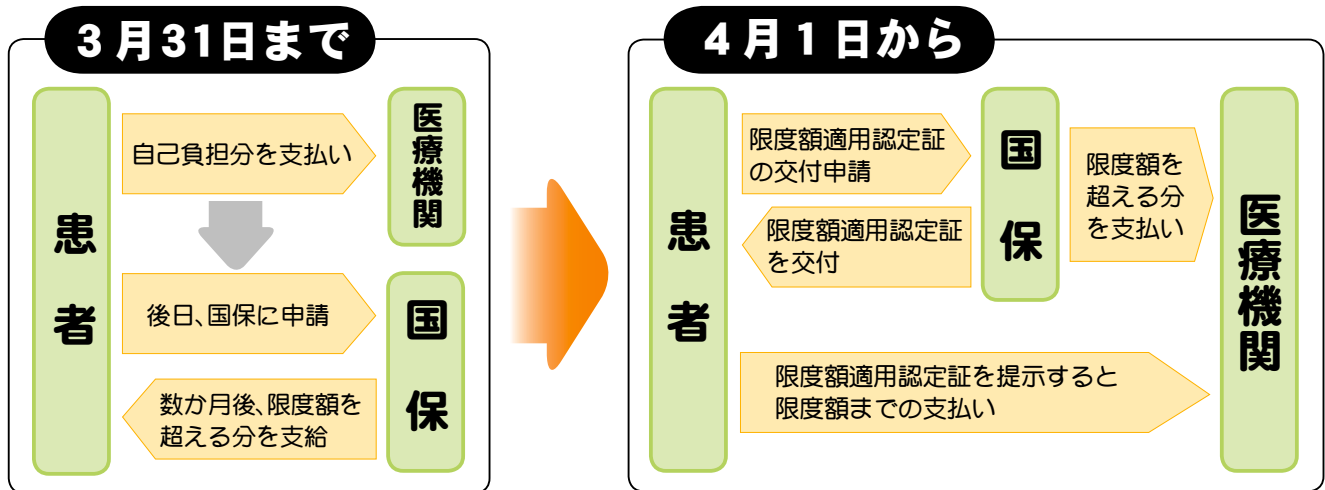 3月31日まで
患者
自己負担分を支払い
医療機関
後日、国保に申請
国保
数か月後、限度額を
超える分を支給
4月1日から
患者
限度額適用認定証
の交付申請
限度額適用認定証
を交付
国保
限度額を
超える分
を支払い
医療機関
限度額適用認定証を提示すると
限度額までの支払い